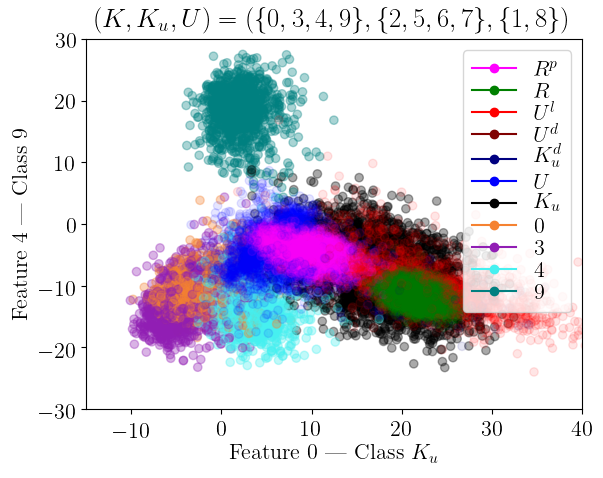 (K, K_u, U) = ({0, 3, 4, 9}, {2, 5, 6, 7}, {1, 8})
30
20
10
0
−10
−20
−30
Feature 4 — Class 9
−10 0 10 20 30 40
Feature 0 — Class K_u
R^p
R
U^l
U^d
K_u^d
U
K_u
0
3
4
9